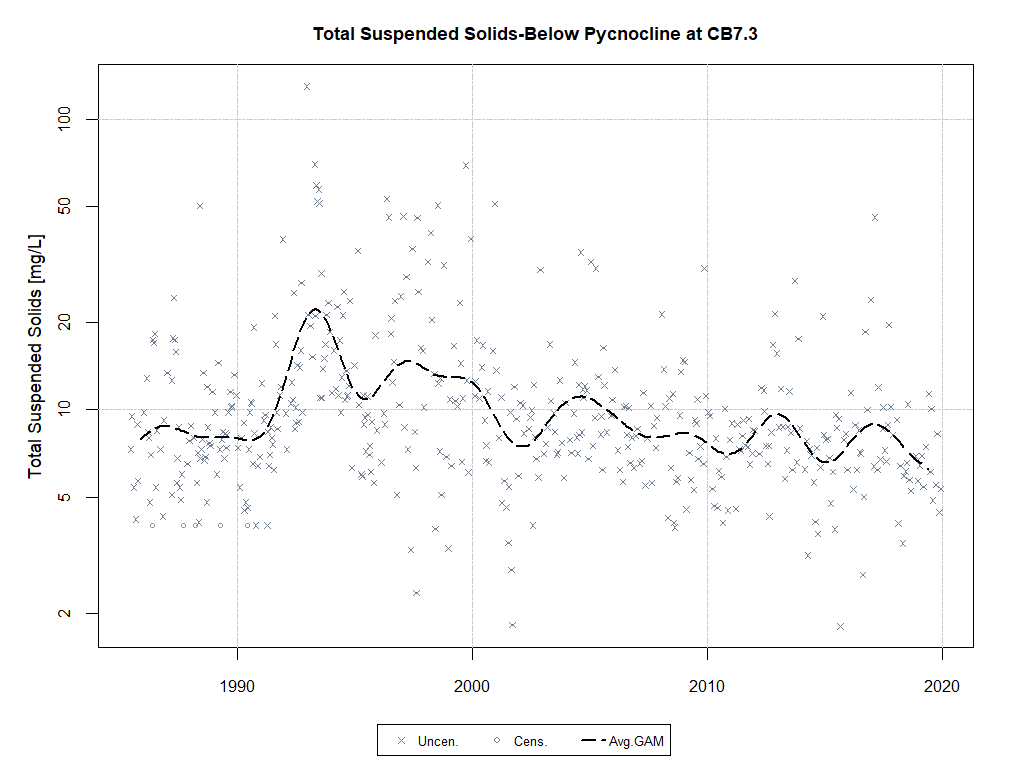 Total Suspended Solids-Below Pycnocline at CB7.3
Total Suspended Solids [mg/L]
100
50
20
10
5
2
1990 2000 2010 2020
Uncen. Cens. Avg.GAM